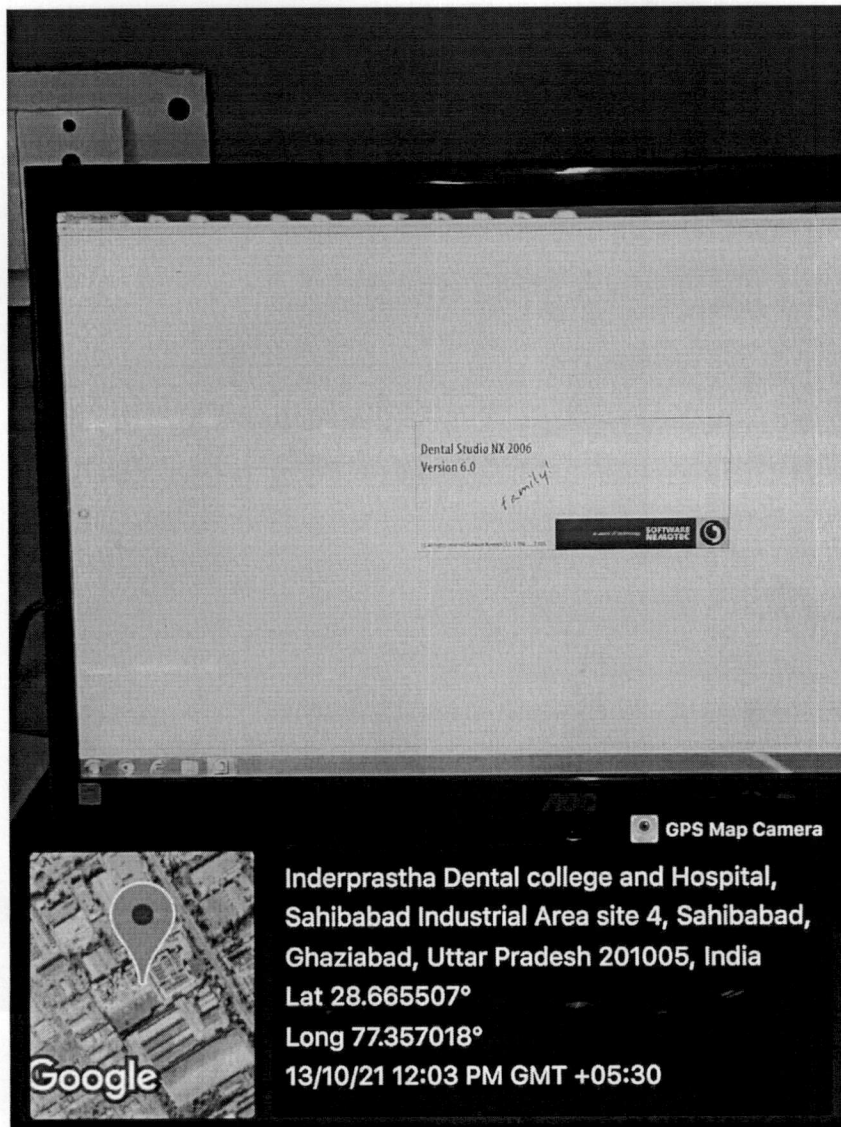 Dental Studio NX 2006
Version 6.0
Family!
SOFTWARE
NEMOTEC
AOC
GPS Map Camera
Inderprastha Dental college and Hospital,
Sahibabad Industrial Area site 4, Sahibabad,
Ghaziabad, Uttar Pradesh 201005, India
Lat 28.665507°
Long 77.357018°
13/10/21 12:03 PM GMT +05:30
Google